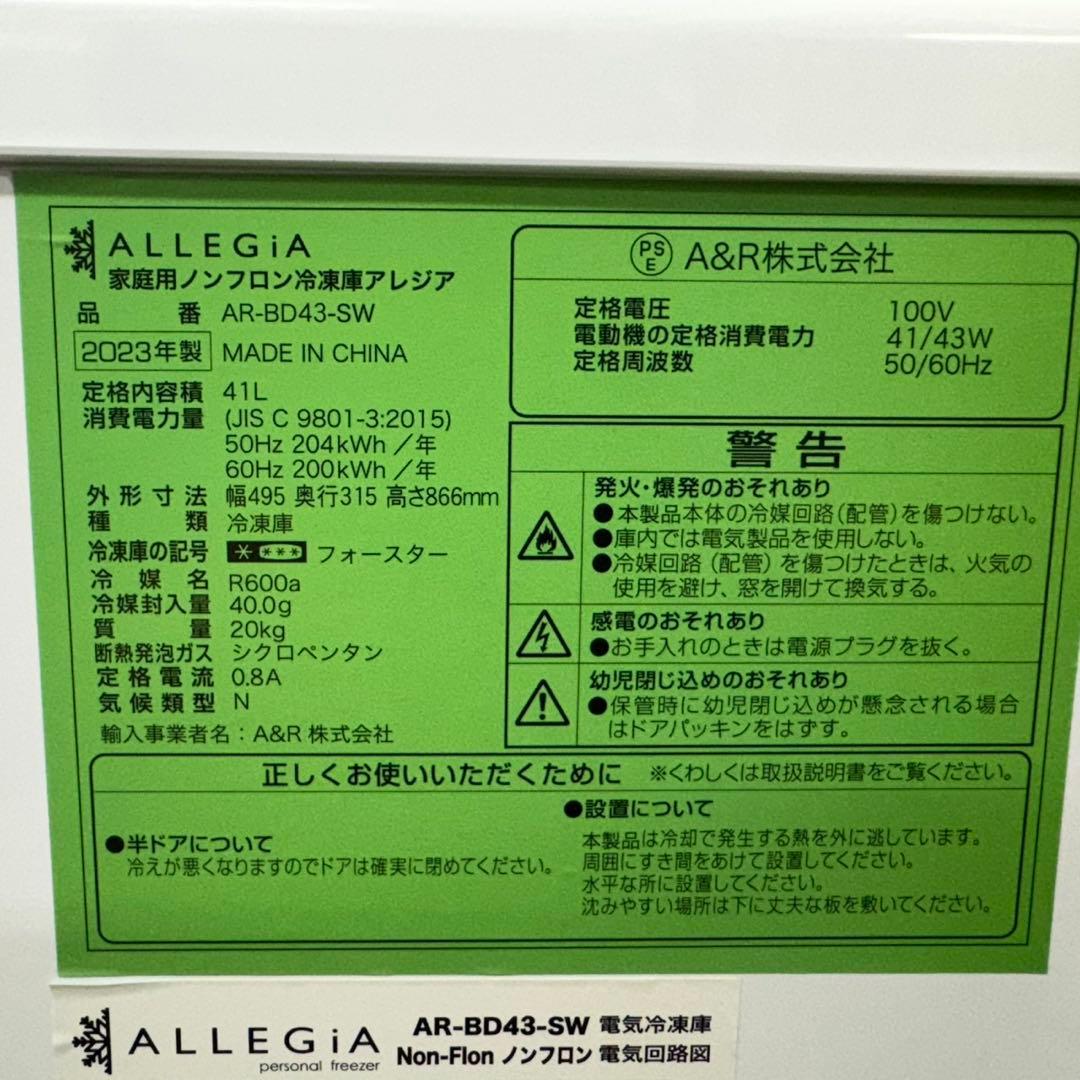 ALLEGiA
家庭用ノンフロン冷凍庫アレジア
品番 AR-BD43-SW
2023年製 MADE IN CHINA
定格内容積 41L
消費電力量 (JIS C 9801-3:2015)
50Hz 204kWh/年
60Hz 200kWh/年
外形寸法 幅495 奥行315 高さ866mm
種類 冷凍庫
冷凍庫の記号 フォースター
冷媒名 R600a
冷媒封入量 40.0g
質量 20kg
断熱発泡ガス シクロペンタン
定格電流 0.8A
気候類型 N
輸入事業者名：A&R 株式会社
PSE A&R株式会社
定格電圧 100V
電動機の定格消費電力 41/43W
定格周波数 50/60Hz
警告
発火・爆発のおそれあり
●本製品本体の冷媒回路(配管)を傷つけない。
●庫内では電気製品を使用しない。
●冷媒回路(配管)を傷つけたときは、火気の
使用を避け、窓を開けて換気する。
感電のおそれあり
●お手入れのときは電源プラグを抜く。
幼児閉じ込めのおそれあり
●保管時に幼児閉じ込めが懸念される場合
はドアパッキンをはずす。
正しくお使いいただくために ※くわしくは取扱説明書をご覧ください。
●半ドアについて
冷えが悪くなりますのでドアは確実に閉めてください。
●設置について
本製品は冷却で発生する熱を外に逃しています。
周囲にすき間をあけて設置してください。
水平な所に設置してください。
沈みやすい場所は下に丈夫な板を敷いてください。
ALLEGiA
personal freezer
AR-BD43-SW 電気冷凍庫
Non-Flon ノンフロン 電気回路図